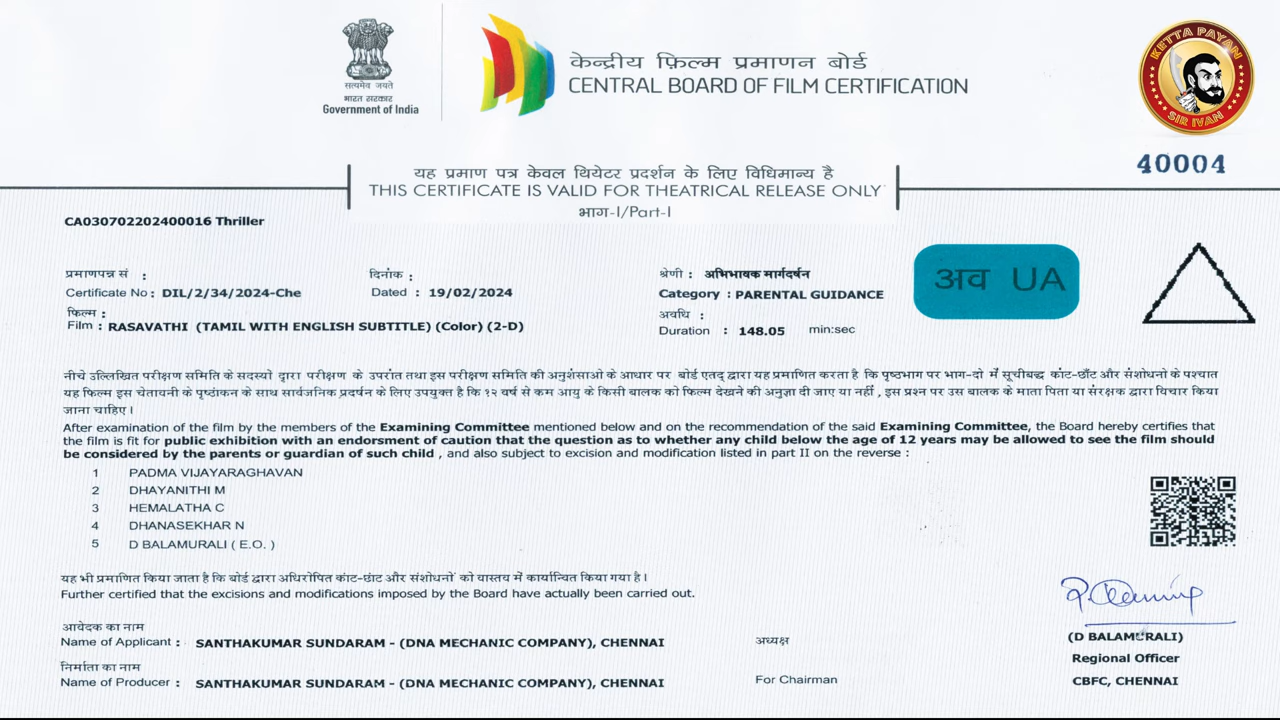 सत्यमेव जयते
भारत सरकार
Government of India
केन्द्रीय फ़िल्म प्रमाणन बोर्ड
CENTRAL BOARD OF FILM CERTIFICATION
KETTA PAYAN
SIR IVAN
40004
यह प्रमाण पत्र केवल थियेटर प्रदर्शन के लिए विधिमान्य है
THIS CERTIFICATE IS VALID FOR THEATRICAL RELEASE ONLY
भाग-I/Part-I
CA030702202400016 Thriller
प्रमाणपत्र सं :
दिनांक :
श्रेणी : अभिभावक मार्गदर्षन
अव UA
Certificate No : DIL/2/34/2024-Che
Dated : 19/02/2024
Category : PARENTAL GUIDANCE
फिल्म :
अवधि :
Film : RASAVATHI (TAMIL WITH ENGLISH SUBTITLE) (Color) (2-D)
Duration : 148.05 min:sec
नीचे उल्लिखित परीक्षण समिति के सदस्यों द्वारा परीक्षण के उपरांत तथा इस परीक्षण समिति की अनुशंसाओं के आधार पर बोर्ड एतद् द्वारा यह प्रमाणित करता है कि पृष्ठभाग पर भाग-दो में सूचीबद्ध कांट-छाँट और संशोधनों के पश्चात
यह फिल्म इस चेतावनी के पृष्ठांकन के साथ सार्वजनिक प्रदर्षन के लिए उपयुक्त है कि १२ वर्ष से कम आयु के किसी बालक को फिल्म देखने की अनुज्ञा दी जाए या नहीं , इस प्रश्न पर उस बालक के माता पिता या संरक्षक द्वारा विचार किया
जाना चाहिए।
After examination of the film by the members of the Examining Committee mentioned below and on the recommendation of the said Examining Committee, the Board hereby certifies that
the film is fit for public exhibition with an endorsment of caution that the question as to whether any child below the age of 12 years may be allowed to see the film should
be considered by the parents or guardian of such child , and also subject to excision and modification listed in part II on the reverse :
1 PADMA VIJAYARAGHAVAN
2 DHAYANITHI M
3 HEMALATHA C
4 DHANASEKHAR N
5 D BALAMURALI ( E.O. )
यह भी प्रमाणित किया जाता है कि बोर्ड द्वारा अधिरोपित कांट-छांट और संशोधनों को वास्तव में कार्यान्वित किया गया है।
Further certified that the excisions and modifications imposed by the Board have actually been carried out.
आवेदक का नाम
Name of Applicant : SANTHAKUMAR SUNDARAM - (DNA MECHANIC COMPANY), CHENNAI
अध्यक्ष
(D BALAMURALI)
Regional Officer
निर्माता का नाम
Name of Producer : SANTHAKUMAR SUNDARAM - (DNA MECHANIC COMPANY), CHENNAI
For Chairman
CBFC, CHENNAI